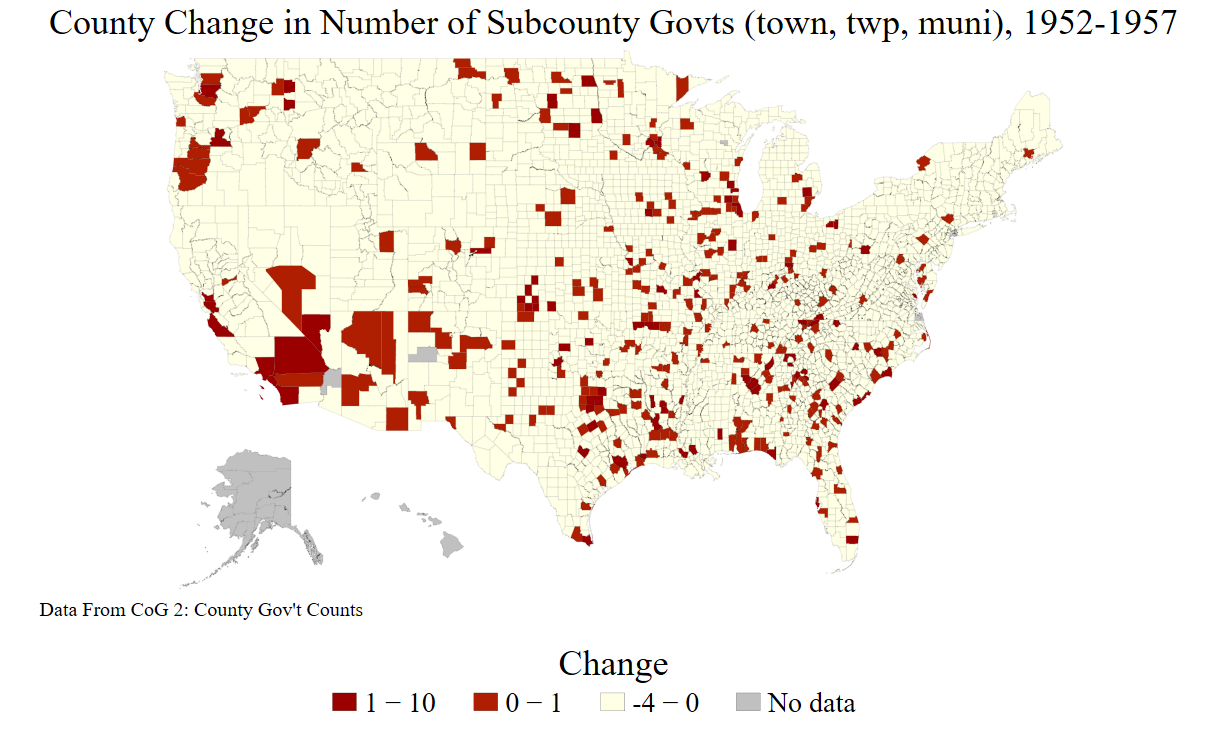 County Change in Number of Subcounty Govts (town, twp, muni), 1952-1957
Data From CoG 2: County Gov't Counts
Change
1 − 10 0 − 1 -4 − 0 No data